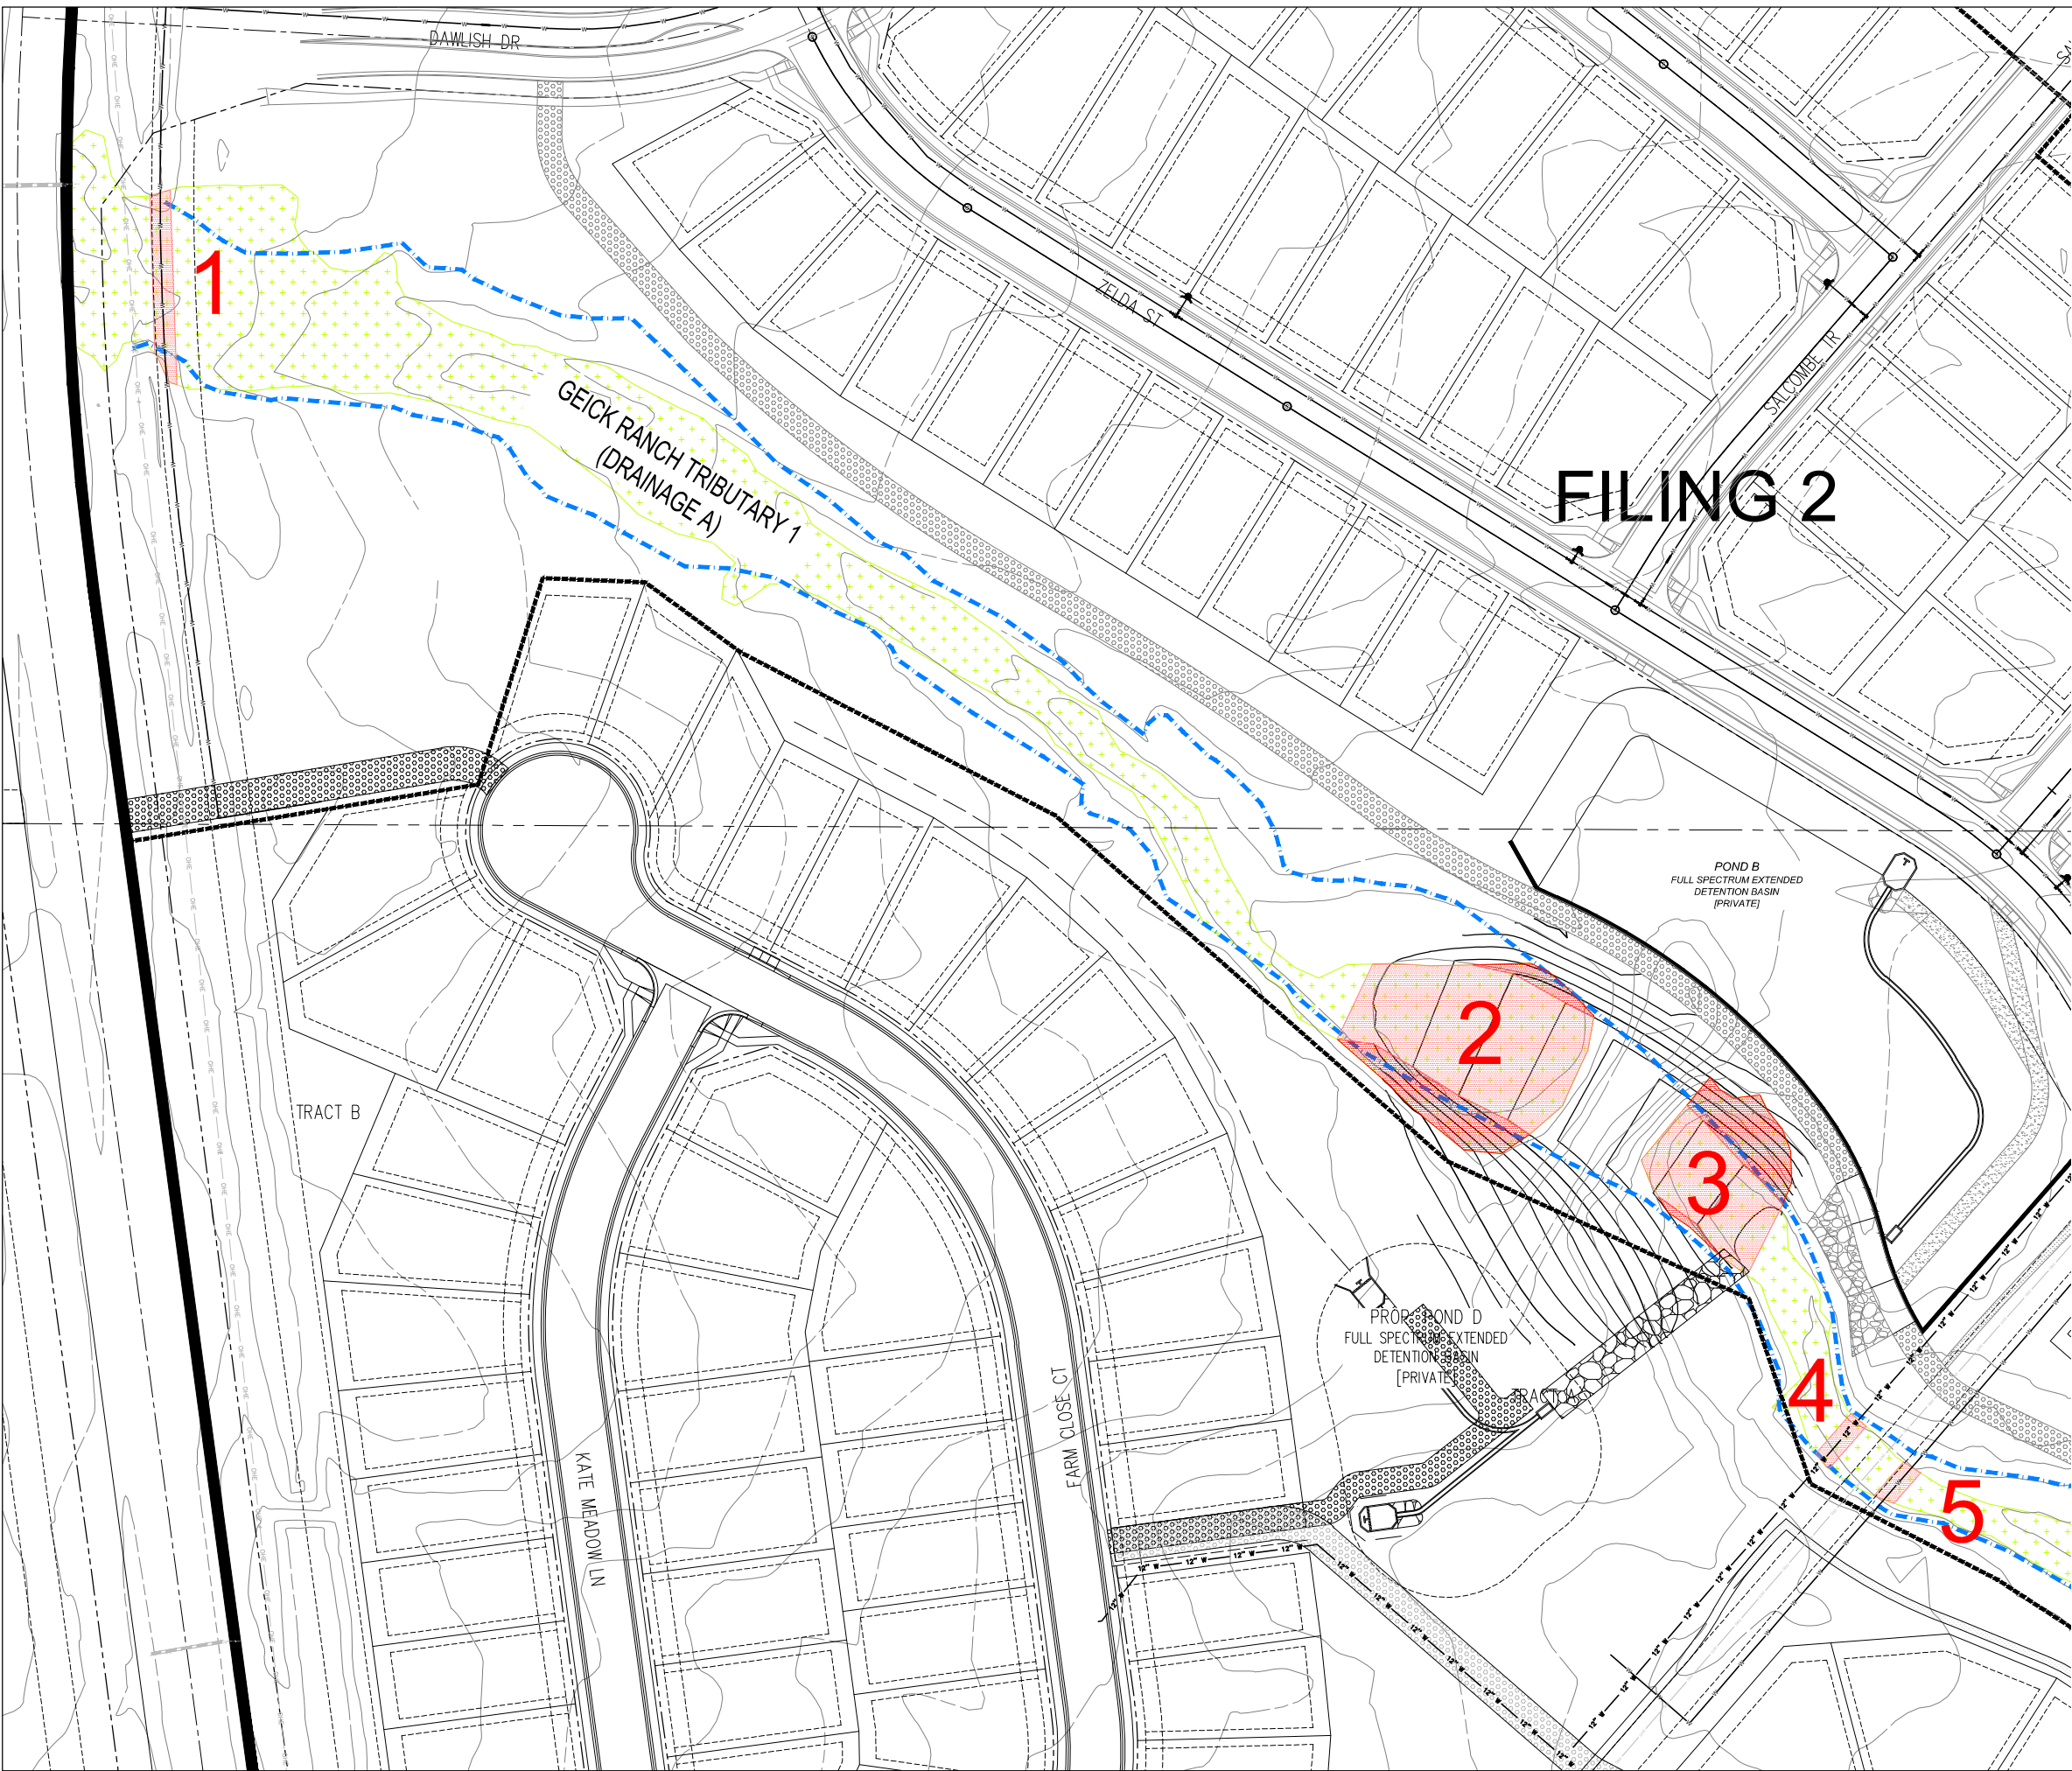 DAWLISH DR
1
GEICK RANCH TRIBUTARY 1
(DRAINAGE A)
ZELDA ST
SALCOMBE TR
FILING 2
POND B
FULL SPECTRUM EXTENDED
DETENTION BASIN
[PRIVATE]
2
3
TRACT B
PROP. POND D
FULL SPECTRUM EXTENDED
DETENTION BASIN
[PRIVATE]
TRACT A
4
5
KATE MEADOW LN
FARM CLOSE CT
12" W
OHE